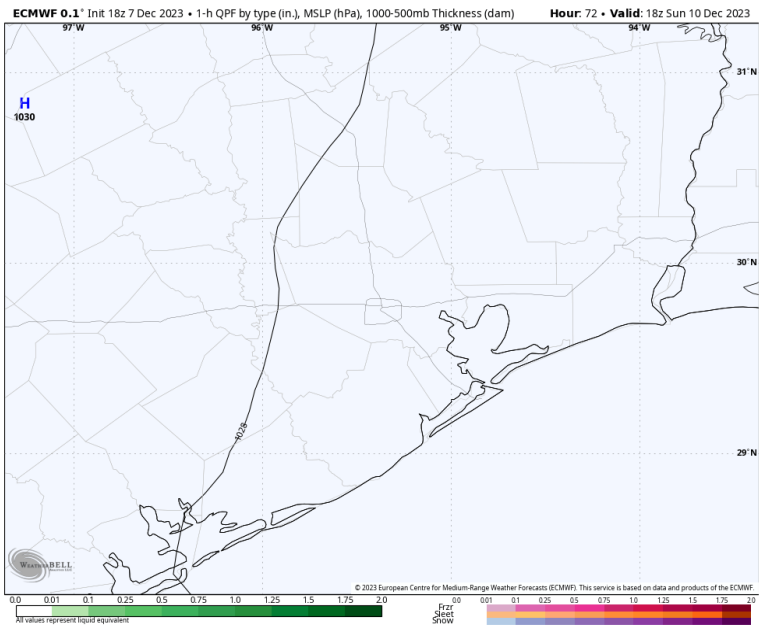 ECMWF 0.1° Init 18z 7 Dec 2023 • 1-h QPF by type (in.), MSLP (hPa), 1000-500mb Thickness (dam) Hour: 72 • Valid: 18z Sun 10 Dec 2023
97°W 96°W 95°W 94°W
31°N
H
1030
30°N
1028
29°N
WEATHERBELL
© 2023 European Centre for Medium-Range Weather Forecasts (ECMWF). This service is based on data and products of the ECMWF.
0.0 0.01 0.1 0.25 0.5 0.75 1.0 1.25 1.5 1.75 2.0
0.0 0.01 0.1 0.25 0.5 0.75 1.0 1.25 1.5 1.75 2.0
Frzr
Sleet
Snow
All values represent liquid equivalent